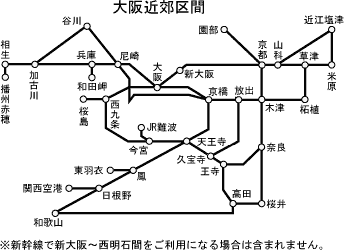 大阪近郊区間
谷川
園部
近江塩津
相生
兵庫
尼崎
大阪
京都
山科
草津
加古川
和田岬
新大阪
米原
播州赤穂
京橋
放出
桜島
西九条
木津
柘植
JR難波
天王寺
今宮
久宝寺
奈良
東羽衣
鳳
王寺
関西空港
日根野
高田
桜井
和歌山
※新幹線で新大阪～西明石間をご利用になる場合は含まれません。